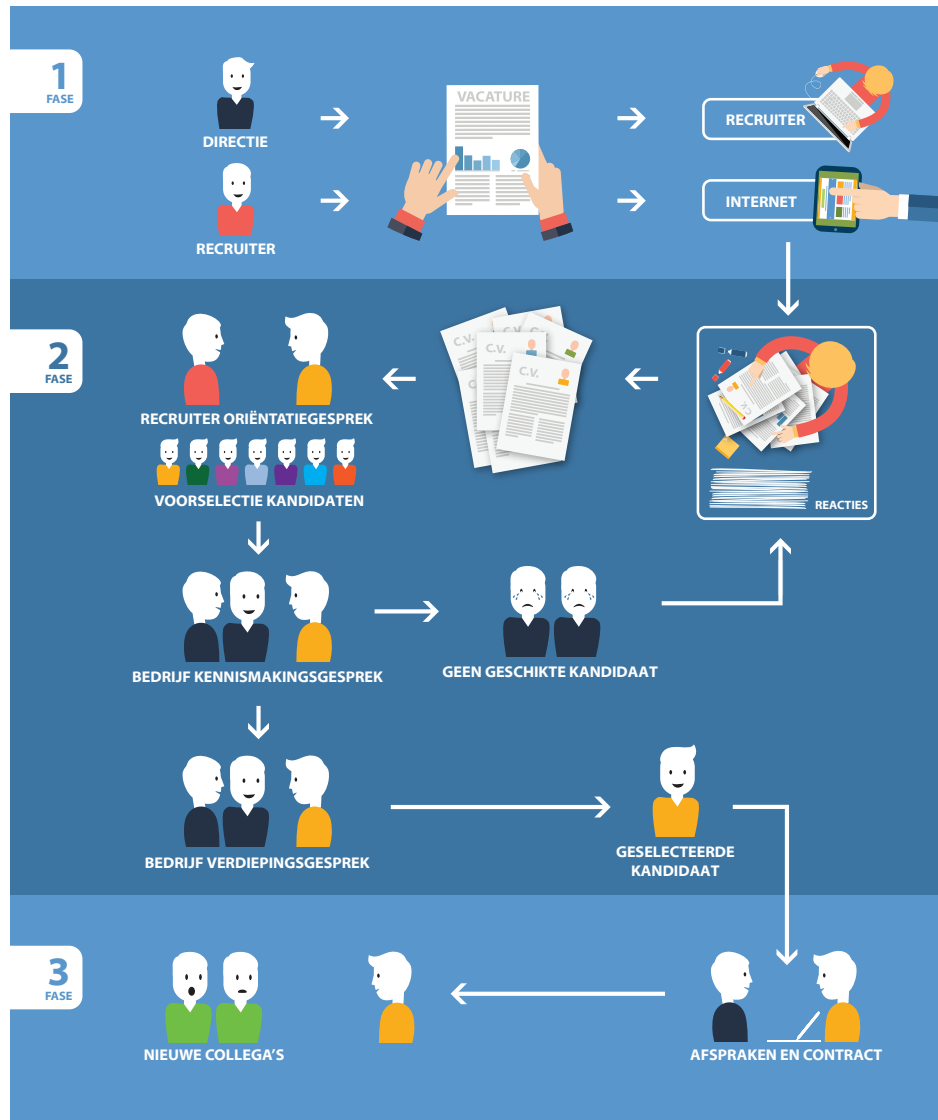 1
FASE
DIRECTIE
RECRUITER
VACATURE
RECRUITER
INTERNET
2
FASE
RECRUITER ORIËNTATIEGESPREK
VOORSELECTIE KANDIDATEN
C.V.
C.V.
C.V.
C.V.
C.V.
C.V.
REACTIES
BEDRIJF KENNISMAKINGSGESPREK
GEEN GESCHIKTE KANDIDAAT
BEDRIJF VERDIEPINGSGESPREK
GESELECTEERDE
KANDIDAAT
3
FASE
NIEUWE COLLEGA'S
AFSPRAKEN EN CONTRACT